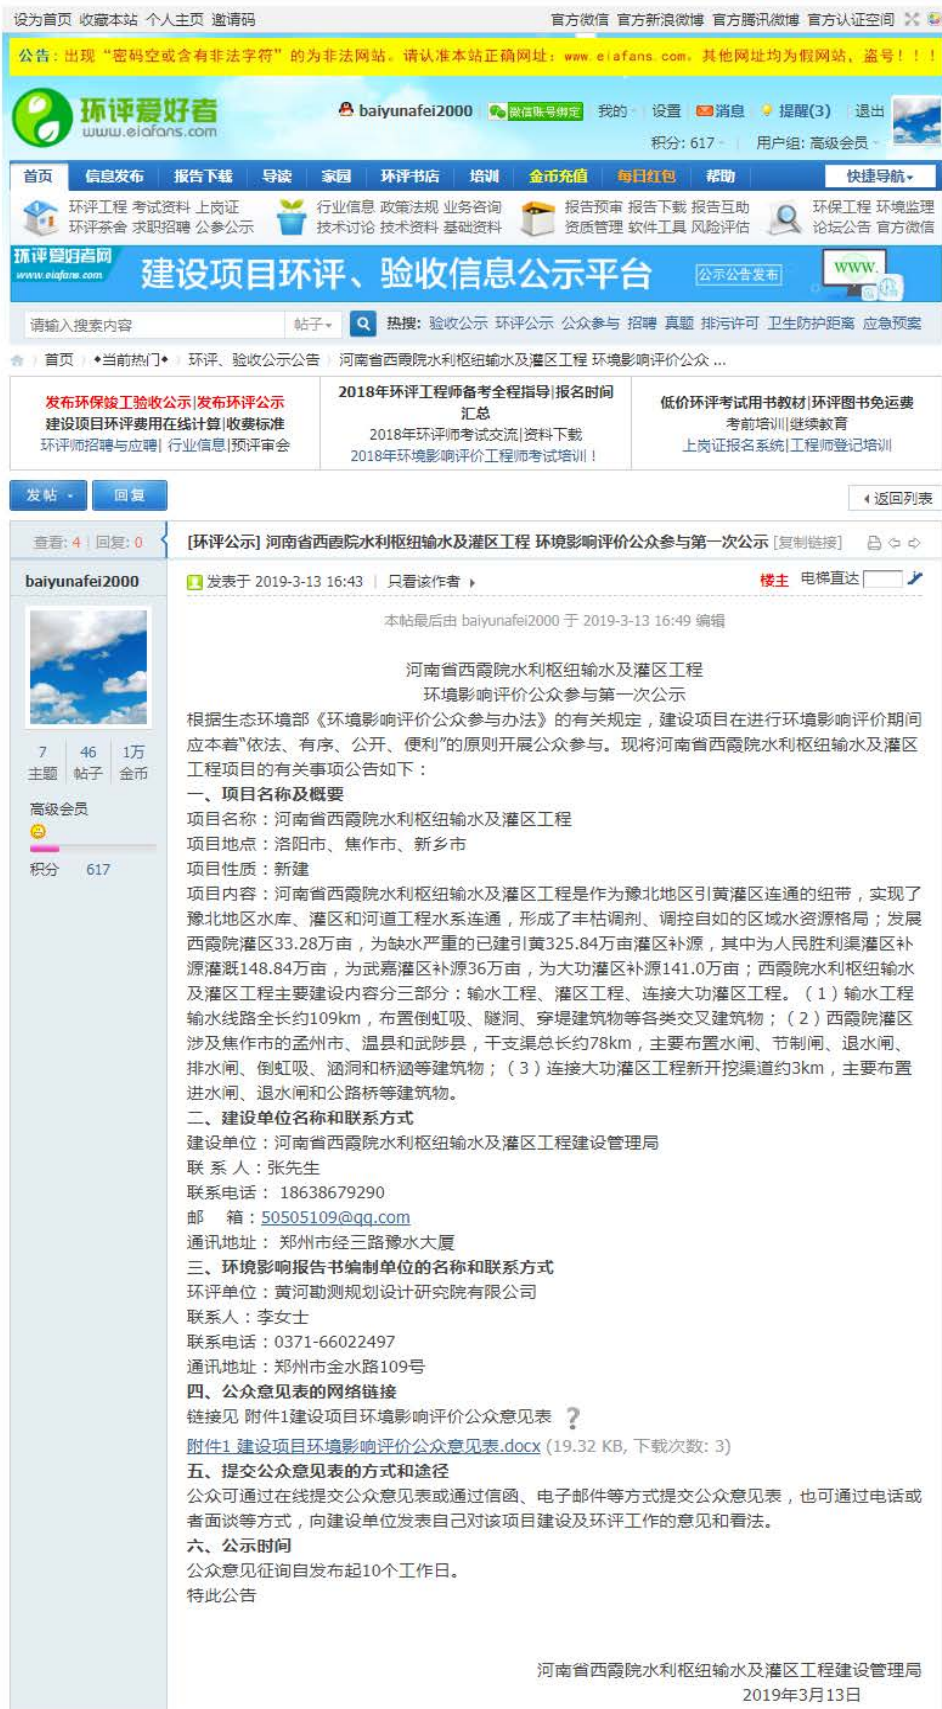 设为首页 收藏本站 个人主页 邀请码
官方微信 官方新浪微博 官方腾讯微博 官方认证空间
公告：出现“密码空或含有非法字符”的为非法网站。请认准本站正确网址：www.eiafans.com。其他网址均为假网站，盗号！！！
环评爱好者
www.eiafans.com
baiyunafei2000 微信账号绑定 我的 设置 消息 提醒(3) 退出
积分: 617 用户组: 高级会员
首页 信息发布 报告下载 导读 家园 环评书店 培训 金币充值 每日红包 帮助 快捷导航
环评工程 考试资料 上岗证 行业信息 政策法规 业务咨询 报告预审 报告下载 报告互助 环保工程 环境监理
环评茶舍 求职招聘 公参公示 技术讨论 技术资料 基础资料 资质管理 软件工具 风险评估 论坛公告 官方微信
环评爱好者网
www.eiafans.com
建设项目环评、验收信息公示平台
公示公告发布
www.
请输入搜索内容 帖子 热搜: 验收公示 环评公示 公众参与 招聘 真题 排污许可 卫生防护距离 应急预案
首页 ◆当前热门◆ 环评、验收公示公告 河南省西霞院水利枢纽输水及灌区工程 环境影响评价公众 ...
发布环保竣工验收公示|发布环评公示
建设项目环评费用在线计算|收费标准
环评师招聘与应聘| 行业信息|预评审会
2018年环评工程师备考全程指导|报名时间
汇总
2018年环评师考试交流|资料下载
2018年环境影响评价工程师考试培训！
低价环评考试用书教材|环评图书免运费
考前培训|继续教育
上岗证报名系统|工程师登记培训
发帖 回复 返回列表
查看: 4 | 回复: 0
[环评公示] 河南省西霞院水利枢纽输水及灌区工程 环境影响评价公众参与第一次公示 [复制链接]
baiyunafei2000
发表于 2019-3-13 16:43 | 只看该作者
楼主 电梯直达
本帖最后由 baiyunafei2000 于 2019-3-13 16:49 编辑
7 46 1万
主题 帖子 金币
高级会员
积分 617
河南省西霞院水利枢纽输水及灌区工程
环境影响评价公众参与第一次公示
根据生态环境部《环境影响评价公众参与办法》的有关规定，建设项目在进行环境影响评价期间
应本着“依法、有序、公开、便利”的原则开展公众参与。现将河南省西霞院水利枢纽输水及灌区
工程项目的有关事项公告如下：
一、项目名称及概要
项目名称：河南省西霞院水利枢纽输水及灌区工程
项目地点：洛阳市、焦作市、新乡市
项目性质：新建
项目内容：河南省西霞院水利枢纽输水及灌区工程是作为豫北地区引黄灌区连通的纽带，实现了
豫北地区水库、灌区和河道工程水系连通，形成了丰枯调剂、调控自如的区域水资源格局；发展
西霞院灌区33.28万亩，为缺水严重的已建引黄325.84万亩灌区补源，其中为人民胜利渠灌区补
源灌溉148.84万亩，为武嘉灌区补源36万亩，为大功灌区补源141.0万亩；西霞院水利枢纽输水
及灌区工程主要建设内容分三部分：输水工程、灌区工程、连接大功灌区工程。（1）输水工程
输水线路全长约109km，布置倒虹吸、隧洞、穿堤建筑物等各类交叉建筑物；（2）西霞院灌区
涉及焦作市的孟州市、温县和武陟县，干支渠总长约78km，主要布置水闸、节制闸、退水闸、
排水闸、倒虹吸、涵洞和桥涵等建筑物；（3）连接大功灌区工程新开挖渠道约3km，主要布置
进水闸、退水闸和公路桥等建筑物。
二、建设单位名称和联系方式
建设单位：河南省西霞院水利枢纽输水及灌区工程建设管理局
联 系 人：张先生
联系电话： 18638679290
邮 箱：50505109@qq.com
通讯地址： 郑州市经三路豫水大厦
三、环境影响报告书编制单位的名称和联系方式
环评单位：黄河勘测规划设计研究院有限公司
联系人：李女士
联系电话：0371-66022497
通讯地址：郑州市金水路109号
四、公众意见表的网络链接
链接见 附件1建设项目环境影响评价公众意见表 ?
附件1 建设项目环境影响评价公众意见表.docx (19.32 KB, 下载次数: 3)
五、提交公众意见表的方式和途径
公众可通过在线提交公众意见表或通过信函、电子邮件等方式提交公众意见表，也可通过电话或
者面谈等方式，向建设单位发表自己对该项目建设及环评工作的意见和看法。
六、公示时间
公众意见征询自发布起10个工作日。
特此公告
河南省西霞院水利枢纽输水及灌区工程建设管理局
2019年3月13日